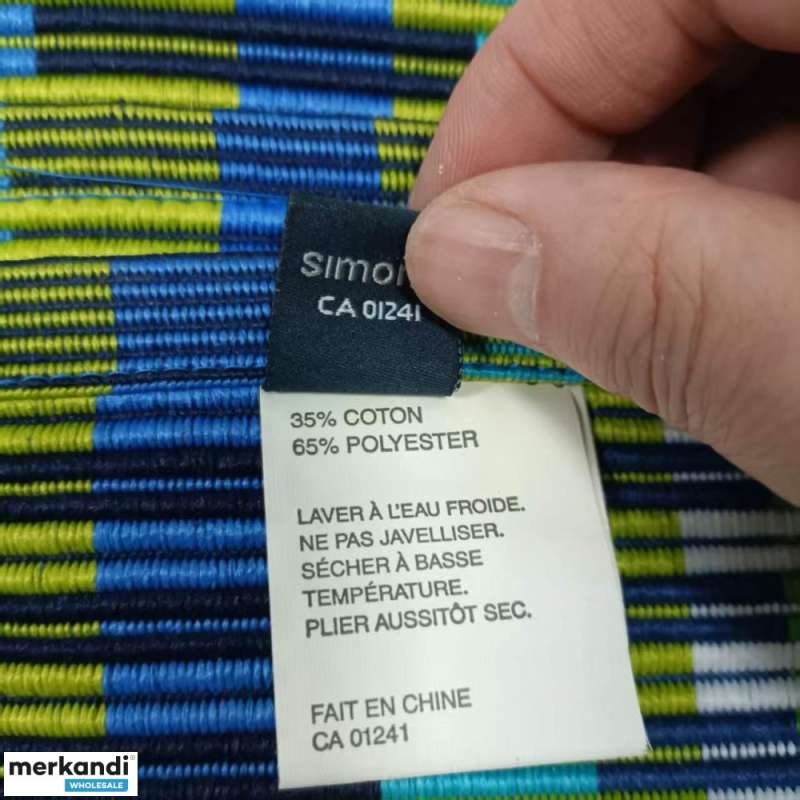 CA 01241
35% COTON
65% POLYESTER
LAVER À L'EAU FROIDE.
NE PAS JAVELLISER.
SÉCHER À BASSE
TEMPÉRATURE.
PLIER AUSSITÔT SEC.
FAIT EN CHINE
CA 01241
merkandi
WHOLESALE